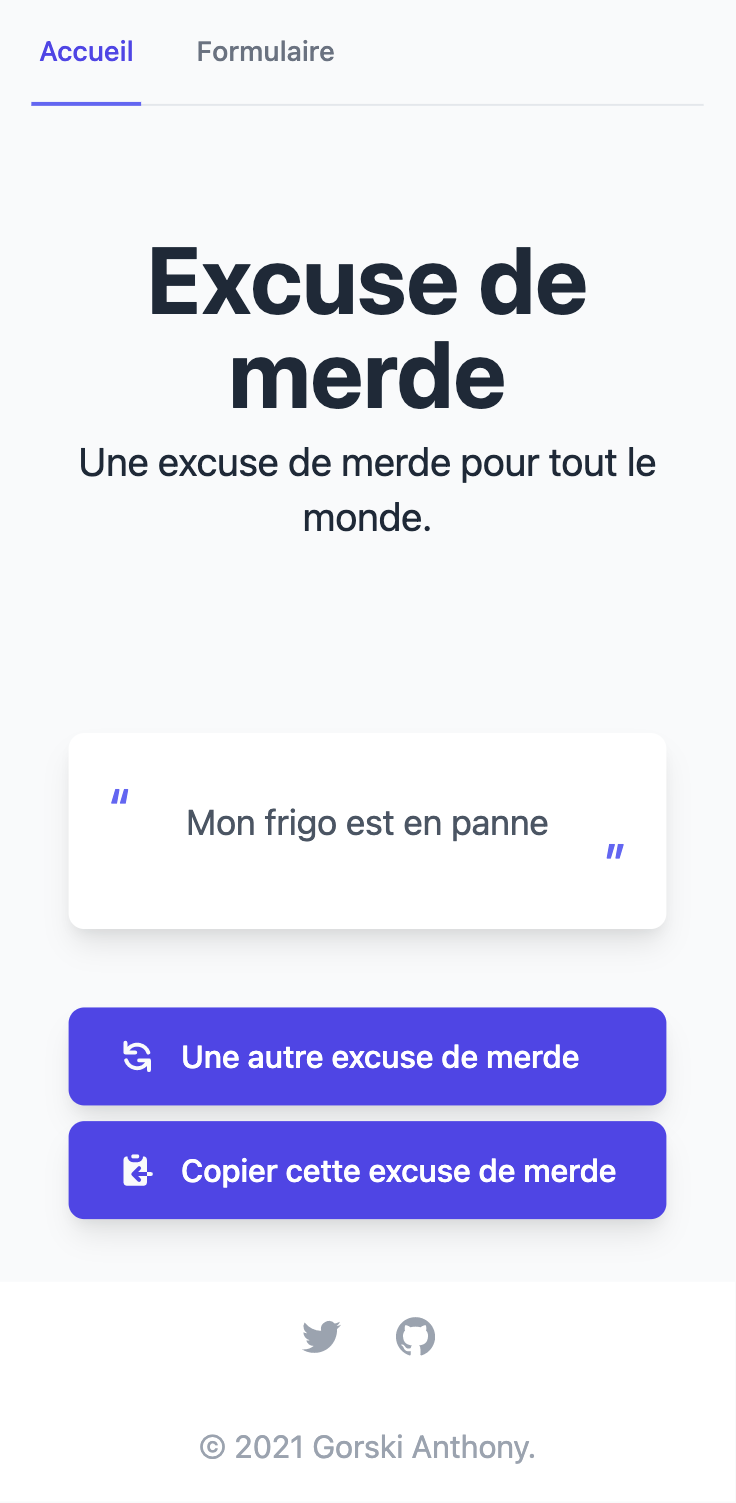 Accueil Formulaire
Excuse de
merde
Une excuse de merde pour tout le
monde.
"
Mon frigo est en panne
"
Une autre excuse de merde
Copier cette excuse de merde
© 2021 Gorski Anthony.